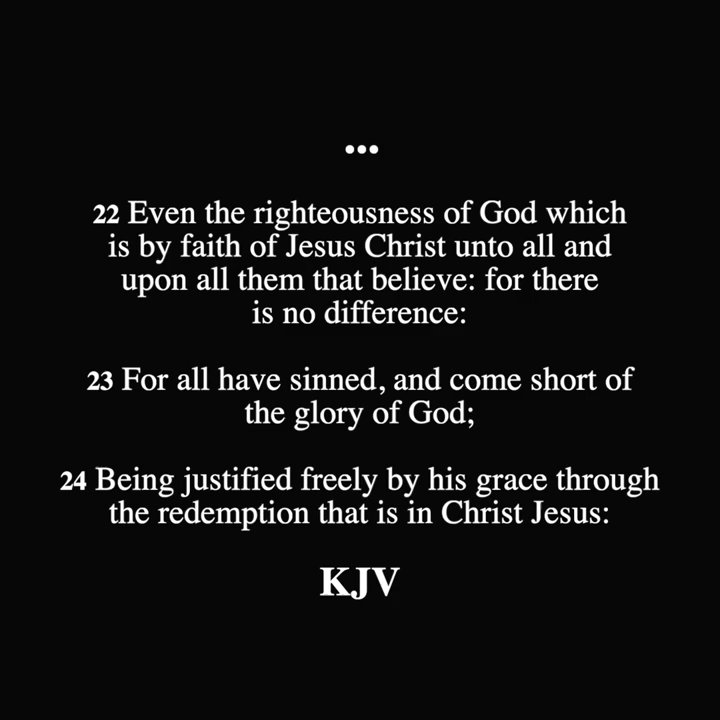 ...
22 Even the righteousness of God which
is by faith of Jesus Christ unto all and
upon all them that believe: for there
is no difference:
23 For all have sinned, and come short of
the glory of God;
24 Being justified freely by his grace through
the redemption that is in Christ Jesus:
KJV